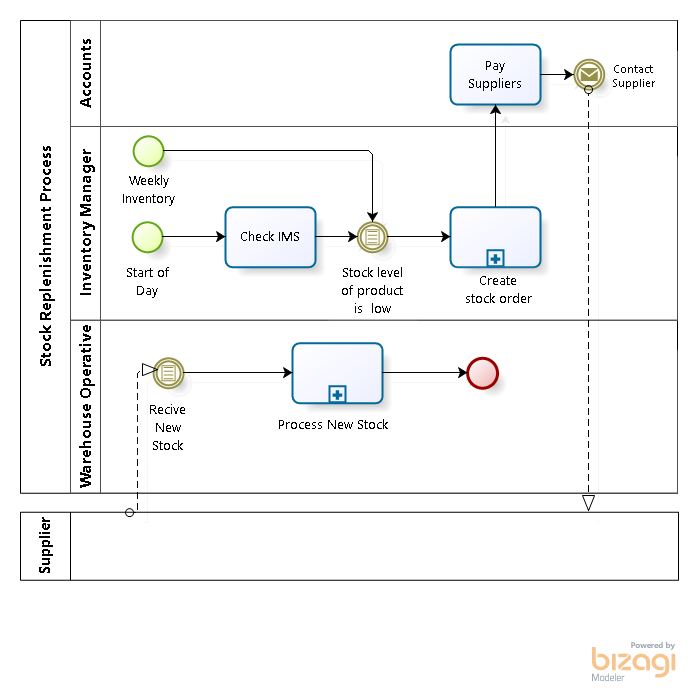 Stock Replenishment Process
Accounts
Pay
Suppliers
Contact
Supplier
Inventory Manager
Weekly
Inventory
Start of
Day
Check IMS
Stock level
of product
is low
Create
stock order
Warehouse Operative
Recive
New
Stock
Process New Stock
Supplier
Powered by
bizagi
Modeler